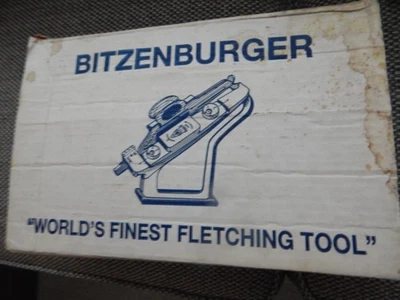 BITZENBURGER
"WORLD'S FINEST FLETCHING TOOL"